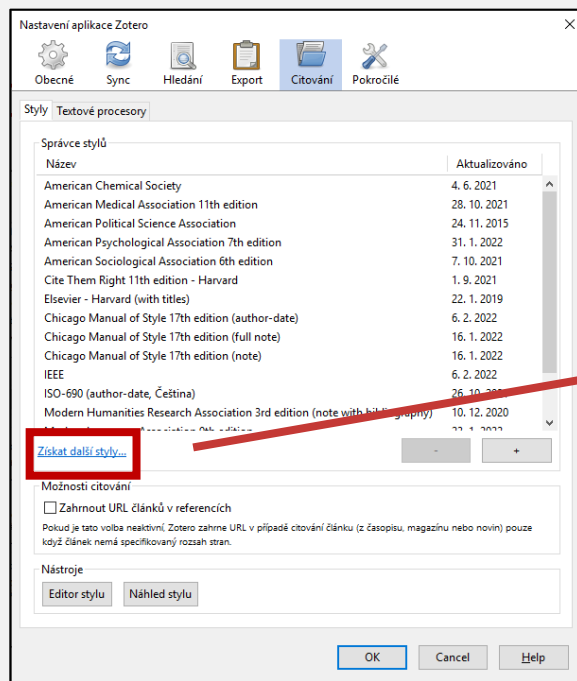 Nastavení aplikace Zotero
Obecné Sync Hledání Export Citování Pokročilé
Styly Textové procesory
Správce stylů
Název Aktualizováno
American Chemical Society 4. 6. 2021
American Medical Association 11th edition 28. 10. 2021
American Political Science Association 24. 11. 2015
American Psychological Association 7th edition 31. 1. 2022
American Sociological Association 6th edition 7. 10. 2021
Cite Them Right 11th edition - Harvard 1. 9. 2021
Elsevier - Harvard (with titles) 22. 1. 2019
Chicago Manual of Style 17th edition (author-date) 6. 2. 2022
Chicago Manual of Style 17th edition (full note) 16. 1. 2022
Chicago Manual of Style 17th edition (note) 16. 1. 2022
IEEE 6. 2. 2022
ISO-690 (author-date, Čeština) 26. 10.
Modern Humanities Research Association 3rd edition (note with bibliography) 10. 12. 2020
Získat další styly... - +
Možnosti citování
Zahrnout URL článků v referencích
Pokud je tato volba neaktivní, Zotero zahrne URL v případě citování článku (z časopisu, magazínu nebo novin) pouze
když článek nemá specifikovaný rozsah stran.
Nástroje
Editor stylu Náhled stylu
OK Cancel Help